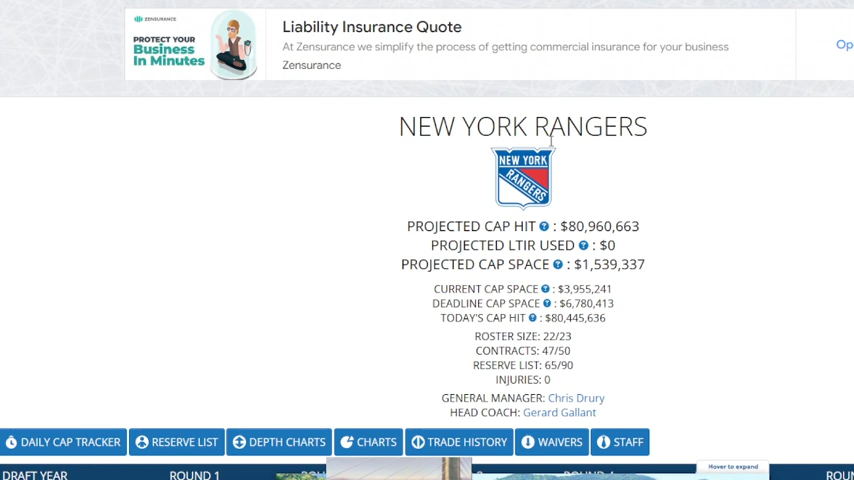 ZENSURANCE
PROTECT YOUR
Business
In Minutes
Liability Insurance Quote
At Zensurance we simplify the process of getting commercial insurance for your business
Zensurance
Op
NEW YORK RANGERS
NEW YORK
RANGERS
PROJECTED CAP HIT ? : $80,960,663
PROJECTED LTIR USED ? : $0
PROJECTED CAP SPACE ? : $1,539,337
CURRENT CAP SPACE ? : $3,955,241
DEADLINE CAP SPACE ? : $6,780,413
TODAY'S CAP HIT ? : $80,445,636
ROSTER SIZE: 22/23
CONTRACTS: 47/50
RESERVE LIST: 65/90
INJURIES: 0
GENERAL MANAGER: Chris Drury
HEAD COACH: Gerard Gallant
DAILY CAP TRACKER RESERVE LIST DEPTH CHARTS CHARTS TRADE HISTORY WAIVERS STAFF
Hover to expand
DRAFT YEAR ROUND 1